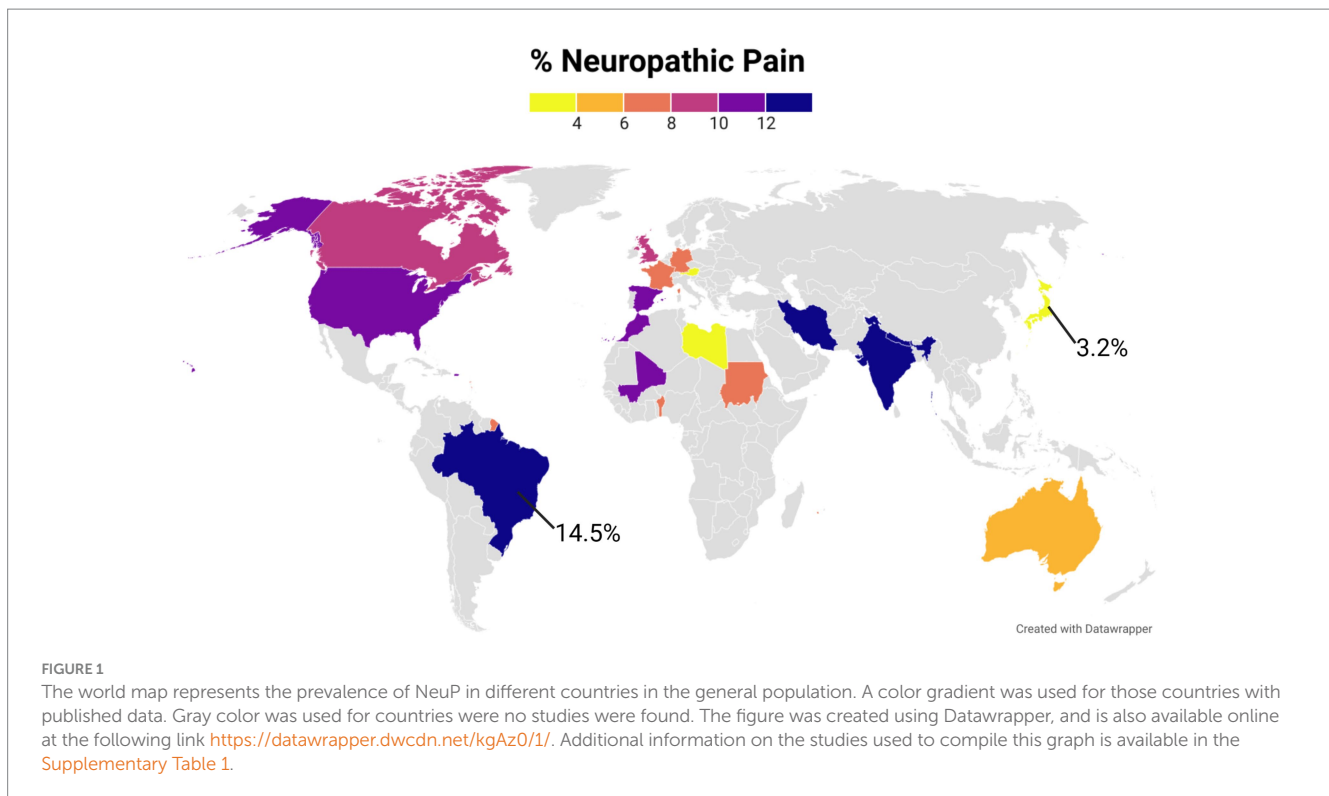 % Neuropathic Pain
4 6 8 10 12
3.2%
14.5%
Created with Datawrapper
FIGURE 1
The world map represents the prevalence of NeuP in different countries in the general population. A color gradient was used for those countries with
published data. Gray color was used for countries were no studies were found. The figure was created using Datawrapper, and is also available online
at the following link https://datawrapper.dwcdn.net/kgAz0/1/. Additional information on the studies used to compile this graph is available in the
Supplementary Table 1.